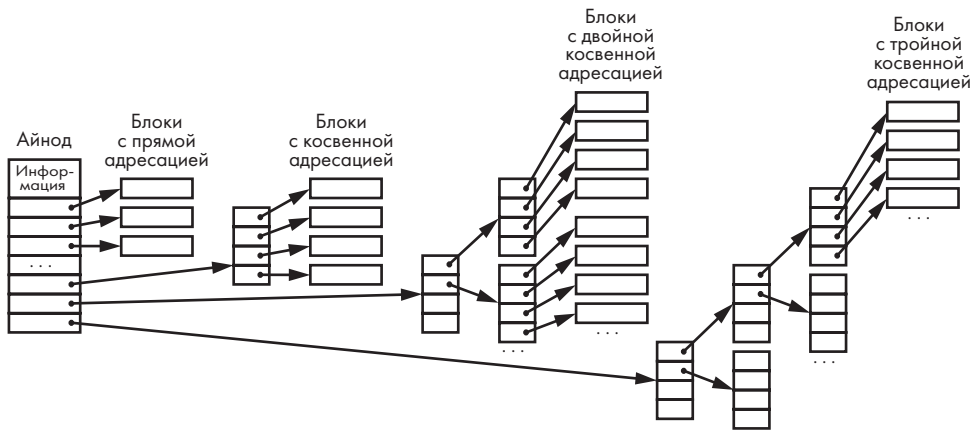 Айнод
Инфор-
мация
. . .
Блоки
с прямой
адресацией
Блоки
с косвенной
адресацией
Блоки
с двойной
косвенной
адресацией
. . .
. . .
Блоки
с тройной
косвенной
адресацией
. . .
. . .